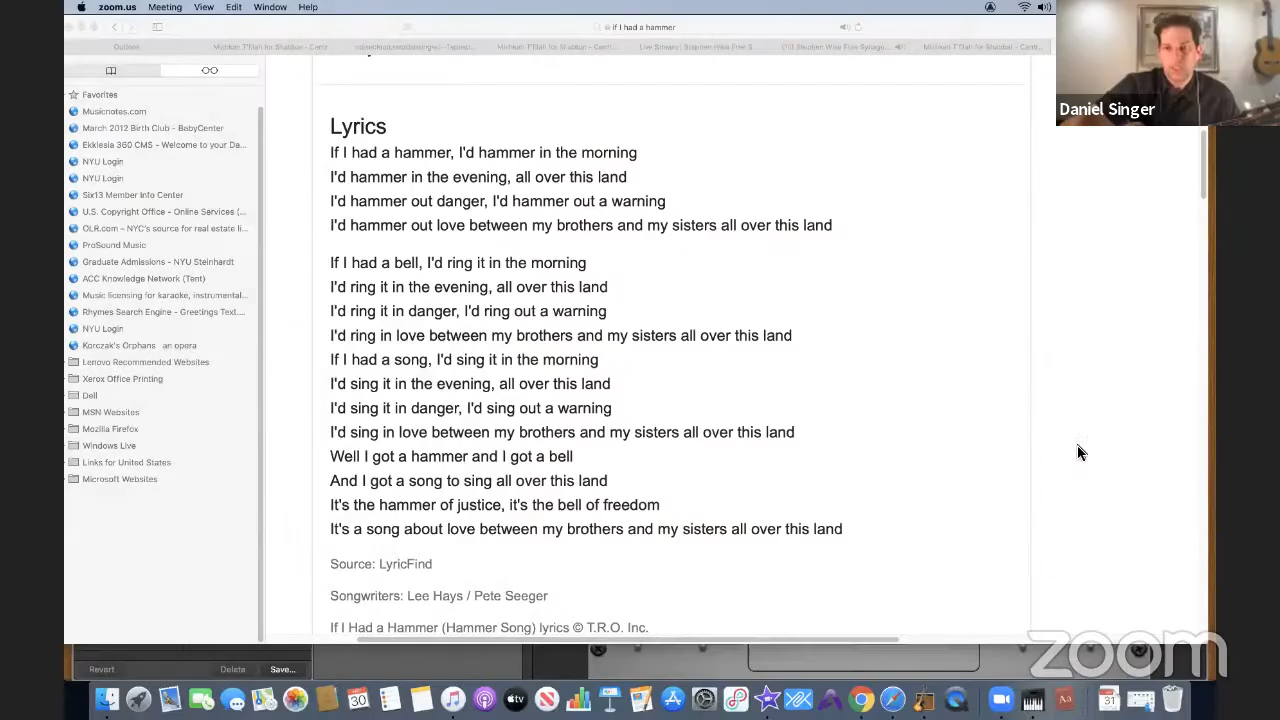 zoom.us Meeting View Edit Window Help
if I had a hammer
Daniel Singer
Favorites
Musicnotes.com
March 2012 Birth Club - BabyCenter
Ekklesia 360 CMS - Welcome to your Da...
NYU Login
NYU Login
Six13 Member Info Center
U.S. Copyright Office - Online Services (...
OLR.com – NYC's source for real estate li...
ProSound Music
Graduate Admissions - NYU Steinhardt
ACC Knowledge Network (Tent)
Music licensing for karaoke, instrumental...
Rhymes Search Engine - Greetings Text....
NYU Login
Korczak's Orphans an opera
Lenovo Recommended Websites
Xerox Office Printing
Dell
MSN Websites
Mozilla Firefox
Windows Live
Links for United States
Microsoft Websites
Lyrics
If I had a hammer, I'd hammer in the morning
I'd hammer in the evening, all over this land
I'd hammer out danger, I'd hammer out a warning
I'd hammer out love between my brothers and my sisters all over this land
If I had a bell, I'd ring it in the morning
I'd ring it in the evening, all over this land
I'd ring it in danger, I'd ring out a warning
I'd ring in love between my brothers and my sisters all over this land
If I had a song, I'd sing it in the morning
I'd sing it in the evening, all over this land
I'd sing it in danger, I'd sing out a warning
I'd sing in love between my brothers and my sisters all over this land
Well I got a hammer and I got a bell
And I got a song to sing all over this land
It's the hammer of justice, it's the bell of freedom
It's a song about love between my brothers and my sisters all over this land
Source: LyricFind
Songwriters: Lee Hays / Pete Seeger
If I Had a Hammer (Hammer Song) lyrics © T.R.O. Inc.
Revert Delete Save...
zoom